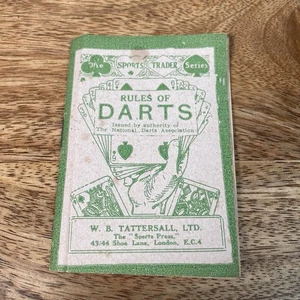 The SPORTS TRADER Series
RULES OF
DARTS
Issued by authority of
The National Darts Association
W. B. TATTERSALL, LTD.
The "Sports Press,"
43/44 Shoe Lane, London, E.C.4